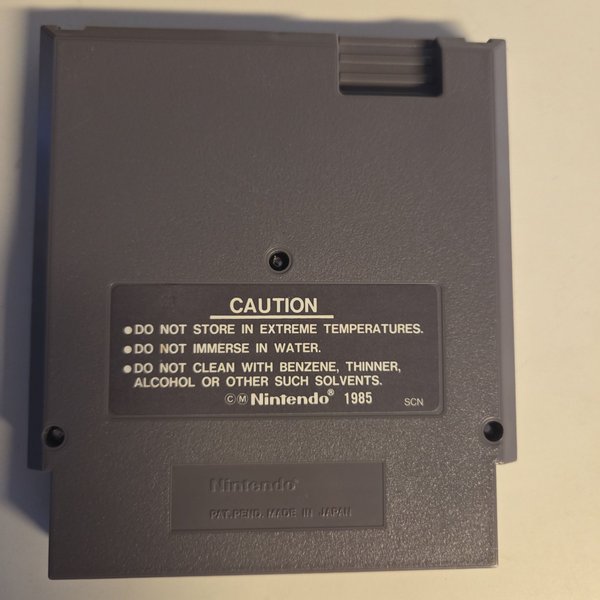 CAUTION
●DO NOT STORE IN EXTREME TEMPERATURES.
●DO NOT IMMERSE IN WATER.
●DO NOT CLEAN WITH BENZENE, THINNER,
ALCOHOL OR OTHER SUCH SOLVENTS.
©Ⓜ Nintendo® 1985 SCN
Nintendo®
PAT.PEND. MADE IN JAPAN